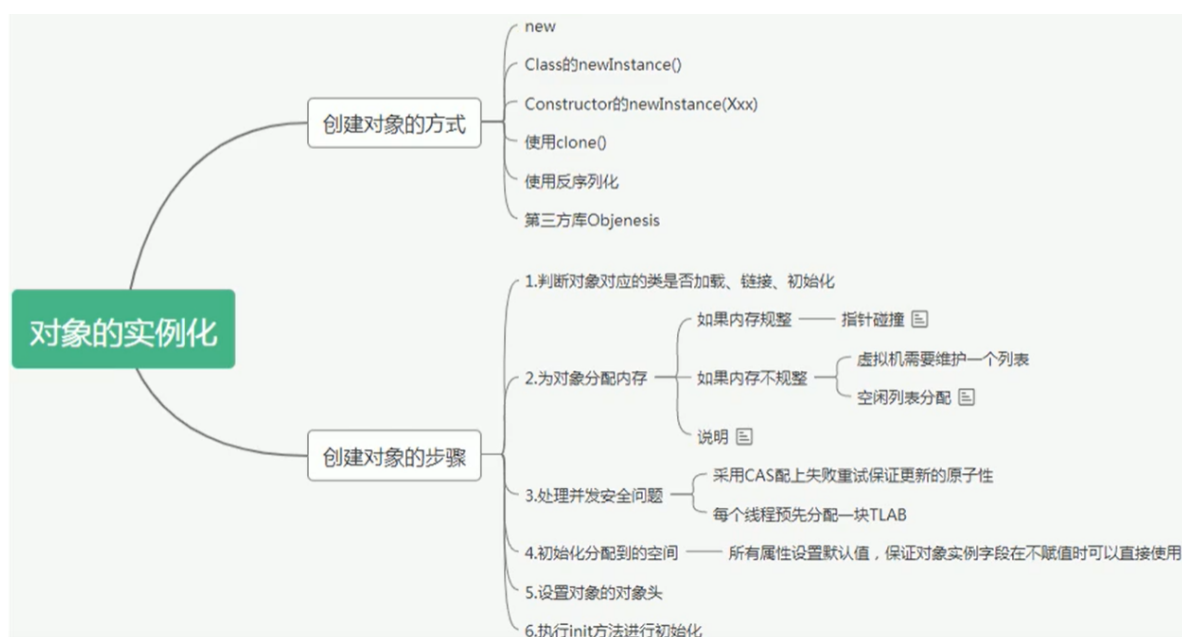 对象的实例化
创建对象的方式
new
Class的newInstance()
Constructor的newInstance(Xxx)
使用clone()
使用反序列化
第三方库Objenesis
创建对象的步骤
1.判断对象对应的类是否加载、链接、初始化
2.为对象分配内存
如果内存规整
指针碰撞
如果内存不规整
虚拟机需要维护一个列表
空闲列表分配
说明
3.处理并发安全问题
采用CAS配上失败重试保证更新的原子性
每个线程预先分配一块TLAB
4.初始化分配到的空间
所有属性设置默认值，保证对象实例字段在不赋值时可以直接使用
5.设置对象的对象头
6.执行init方法进行初始化